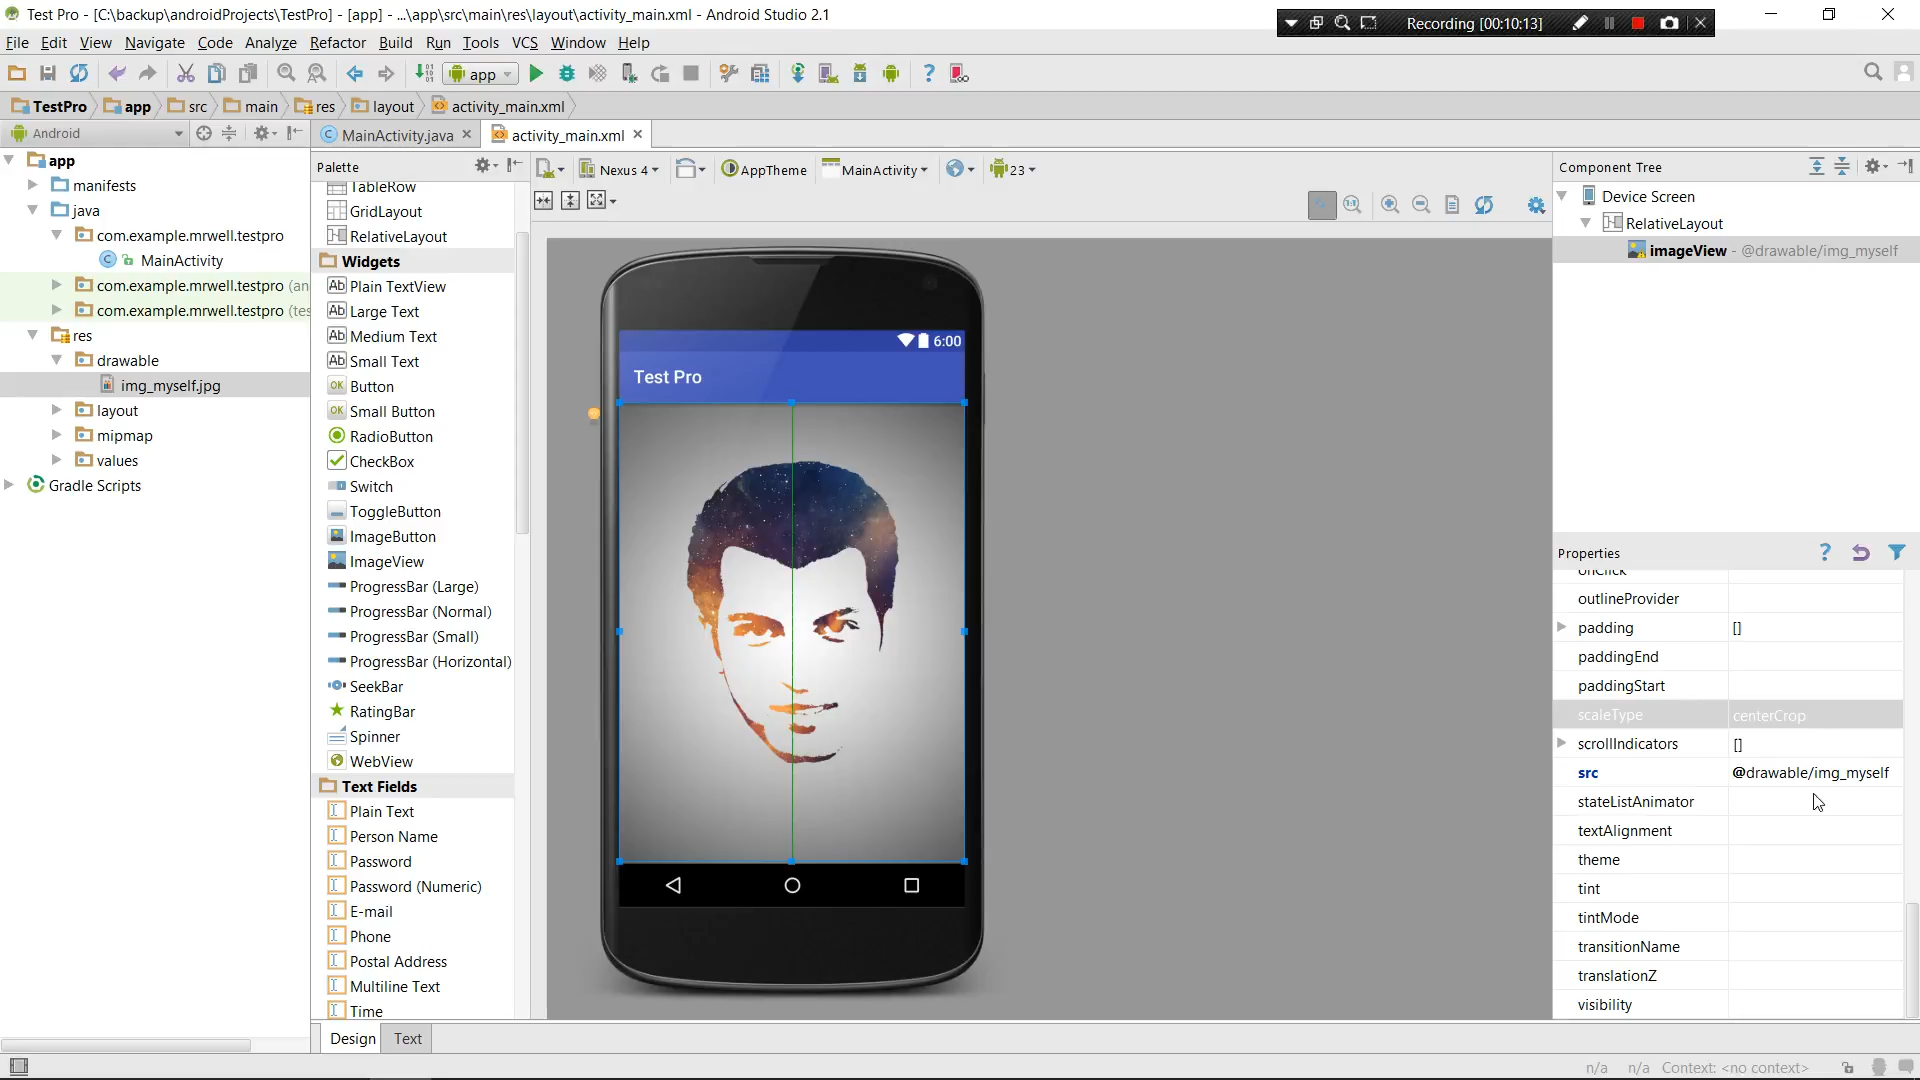 Test Pro - [C:\backup\androidProjects\TestPro] - [app] - ...\app\src\main\res\layout\activity_main.xml - Android Studio 2.1
Recording [00:10:13]
File Edit View Navigate Code Analyze Refactor Build Run Tools VCS Window Help
app
TestPro app src main res layout activity_main.xml
Android
MainActivity.java
activity_main.xml
app
manifests
java
com.example.mrwell.testpro
MainActivity
com.example.mrwell.testpro (an
com.example.mrwell.testpro (tes
res
drawable
img_myself.jpg
layout
mipmap
values
Gradle Scripts
Palette
TableRow
GridLayout
RelativeLayout
Widgets
Plain TextView
Large Text
Medium Text
Small Text
Button
Small Button
RadioButton
CheckBox
Switch
ToggleButton
ImageButton
ImageView
ProgressBar (Large)
ProgressBar (Normal)
ProgressBar (Small)
ProgressBar (Horizontal)
SeekBar
RatingBar
Spinner
WebView
Text Fields
Plain Text
Person Name
Password
Password (Numeric)
E-mail
Phone
Postal Address
Multiline Text
Time
Nexus 4
AppTheme
MainActivity
23
6:00
Test Pro
Design
Text
Component Tree
Device Screen
RelativeLayout
imageView - @drawable/img_myself
Properties
onClick
outlineProvider
padding []
paddingEnd
paddingStart
scaleType centerCrop
scrollIndicators []
src @drawable/img_myself
stateListAnimator
textAlignment
theme
tint
tintMode
transitionName
translationZ
visibility
n/a n/a Context: <no context>